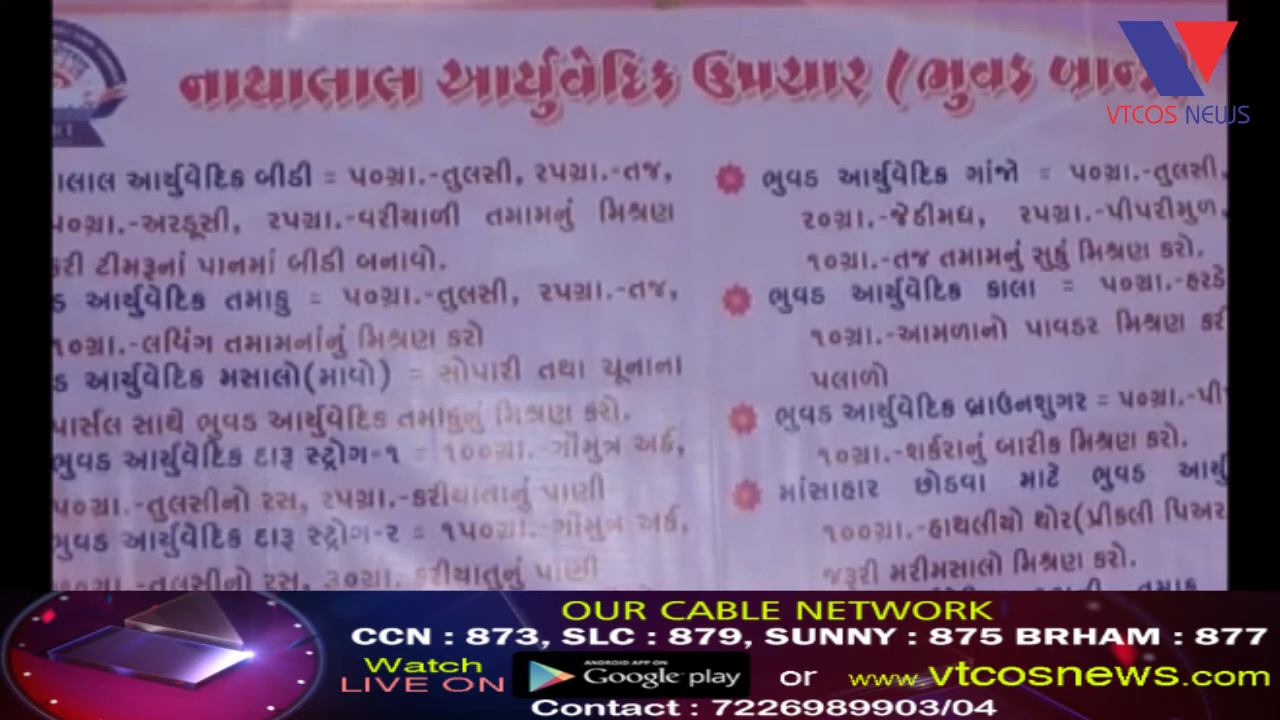 નાથાલાલ આર્યુવેદિક ઉપચાર (ભુવડ
VTCOS NEWS
આર્યુવેદિક બીડી = ૫૦ગ્રા.-તુલસી, ૨૫ગ્રા.-તજ,
૫૦ગ્રા.-અરડૂસી, ૨૫ગ્રા.-વરીયાળી તમામનું મિશ્રણ
કરી ટીમરૂનાં પાનમાં બીડી બનાવો.
આર્યુવેદિક તમાકુ = ૫૦ગ્રા.-તુલસી, ૨૫ગ્રા.-તજ,
૧૦ગ્રા.-લવિંગ તમામનાંનું મિશ્રણ કરો
આર્યુવેદિક મસાલો(માવો) = સોપારી તથા ચૂનાના
પાર્સલ સાથે ભુવડ આર્યુવેદિક તમાકુનું મિશ્રણ કરો.
ભુવડ આર્યુવેદિક દારૂ સ્ટ્રોગ-૧ = ૧૦૦ગ્રા.-ગૌમુત્ર અર્ક,
૫૦ગ્રા.-તુલસીનો રસ, ૨૫ગ્રા.-કરીયાતાનું પાણી
ભુવડ આર્યુવેદિક દારૂ સ્ટ્રોગ-૨ = ૧૫૦ગ્રા.-ગૌમુત્ર અર્ક,
-તુલસીનો રસ, ૩૦ગ્રા. કરીયાતુનું પાણી
ભુવડ આર્યુવેદિક ગાંજો = ૫૦ગ્રા.-તુલસી,
૨૦ગ્રા.-જેઠીમધ, ૨૫ગ્રા.-પીપરીમુળ,
૧૦ગ્રા.-તજ તમામનું સુકું મિશ્રણ કરો.
ભુવડ આર્યુવેદિક કાલા = ૫૦ગ્રા.-હરડે
૧૦ગ્રા.-આમળાનો પાવડર મિશ્રણ કરી
પલાળો
ભુવડ આર્યુવેદિક બ્રાઉનશુગર = ૫૦ગ્રા.-
૧૦ગ્રા.-શર્કરાનું બારીક મિશ્રણ કરો.
માંસાહાર છોડવા માટે ભુવડ
૧૦૦ગ્રા.-હાથલીયો થોર(પ્રીકલી પિઅર
જરૂરી મરીમસાલો મિશ્રણ કરો.
OUR CABLE NETWORK
CCN : 873, SLC : 879, SUNNY : 875 BRHAM : 877
Watch LIVE ON ANDROID APP ON Google play or www.vtcosnews.com
Contact : 7226989903/04